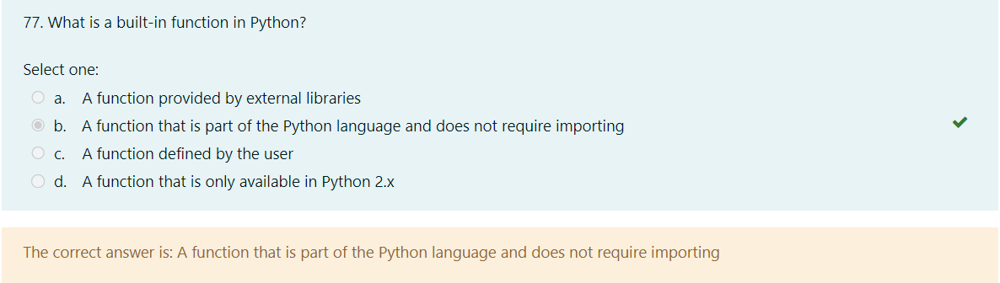 77. What is a built-in function in Python?
Select one:
a. A function provided by external libraries
b. A function that is part of the Python language and does not require importing
c. A function defined by the user
d. A function that is only available in Python 2.x
The correct answer is: A function that is part of the Python language and does not require importing